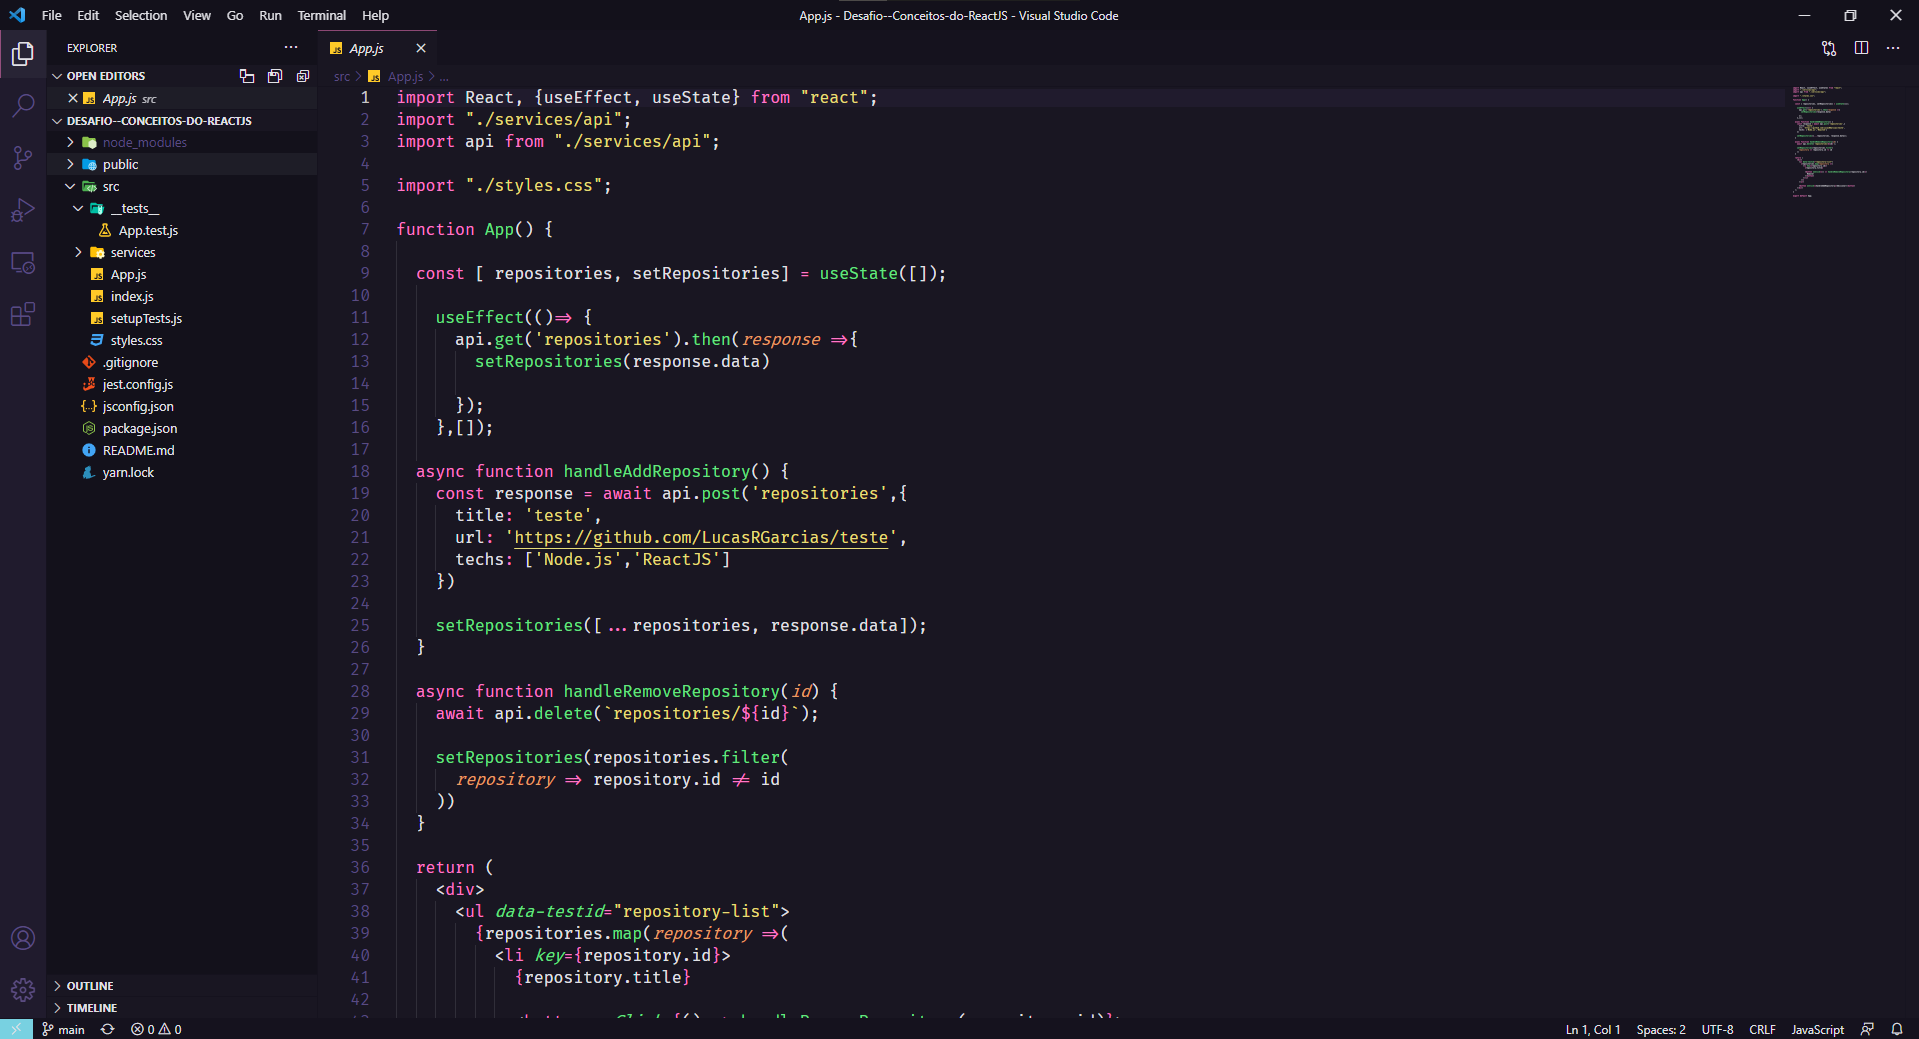 File Edit Selection View Go Run Terminal Help
App.js - Desafio--Conceitos-do-ReactJS - Visual Studio Code
EXPLORER
OPEN EDITORS
App.js src
DESAFIO--CONCEITOS-DO-REACTJS
node_modules
public
src
__tests__
App.test.js
services
App.js
index.js
setupTests.js
styles.css
.gitignore
jest.config.js
jsconfig.json
package.json
README.md
yarn.lock
OUTLINE
TIMELINE
App.js
src > App.js > ...
1 import React, {useEffect, useState} from "react";
2 import "./services/api";
3 import api from "./services/api";
4
5 import "./styles.css";
6
7 function App() {
8
9 const [ repositories, setRepositories] = useState([]);
10
11 useEffect(()=> {
12 api.get('repositories').then(response =>{
13 setRepositories(response.data)
14
15 });
16 },[]);
17
18 async function handleAddRepository() {
19 const response = await api.post('repositories',{
20 title: 'teste',
21 url: 'https://github.com/LucasRGarcias/teste',
22 techs: ['Node.js','ReactJS']
23 })
24
25 setRepositories([...repositories, response.data]);
26 }
27
28 async function handleRemoveRepository(id) {
29 await api.delete(`repositories/${id}`);
30
31 setRepositories(repositories.filter(
32 repository => repository.id != id
33 ))
34 }
35
36 return (
37 <div>
38 <ul data-testid="repository-list">
39 {repositories.map(repository =>(
40 <li key={repository.id}>
41 {repository.title}
42
main 0 0
Ln 1, Col 1 Spaces: 2 UTF-8 CRLF JavaScript